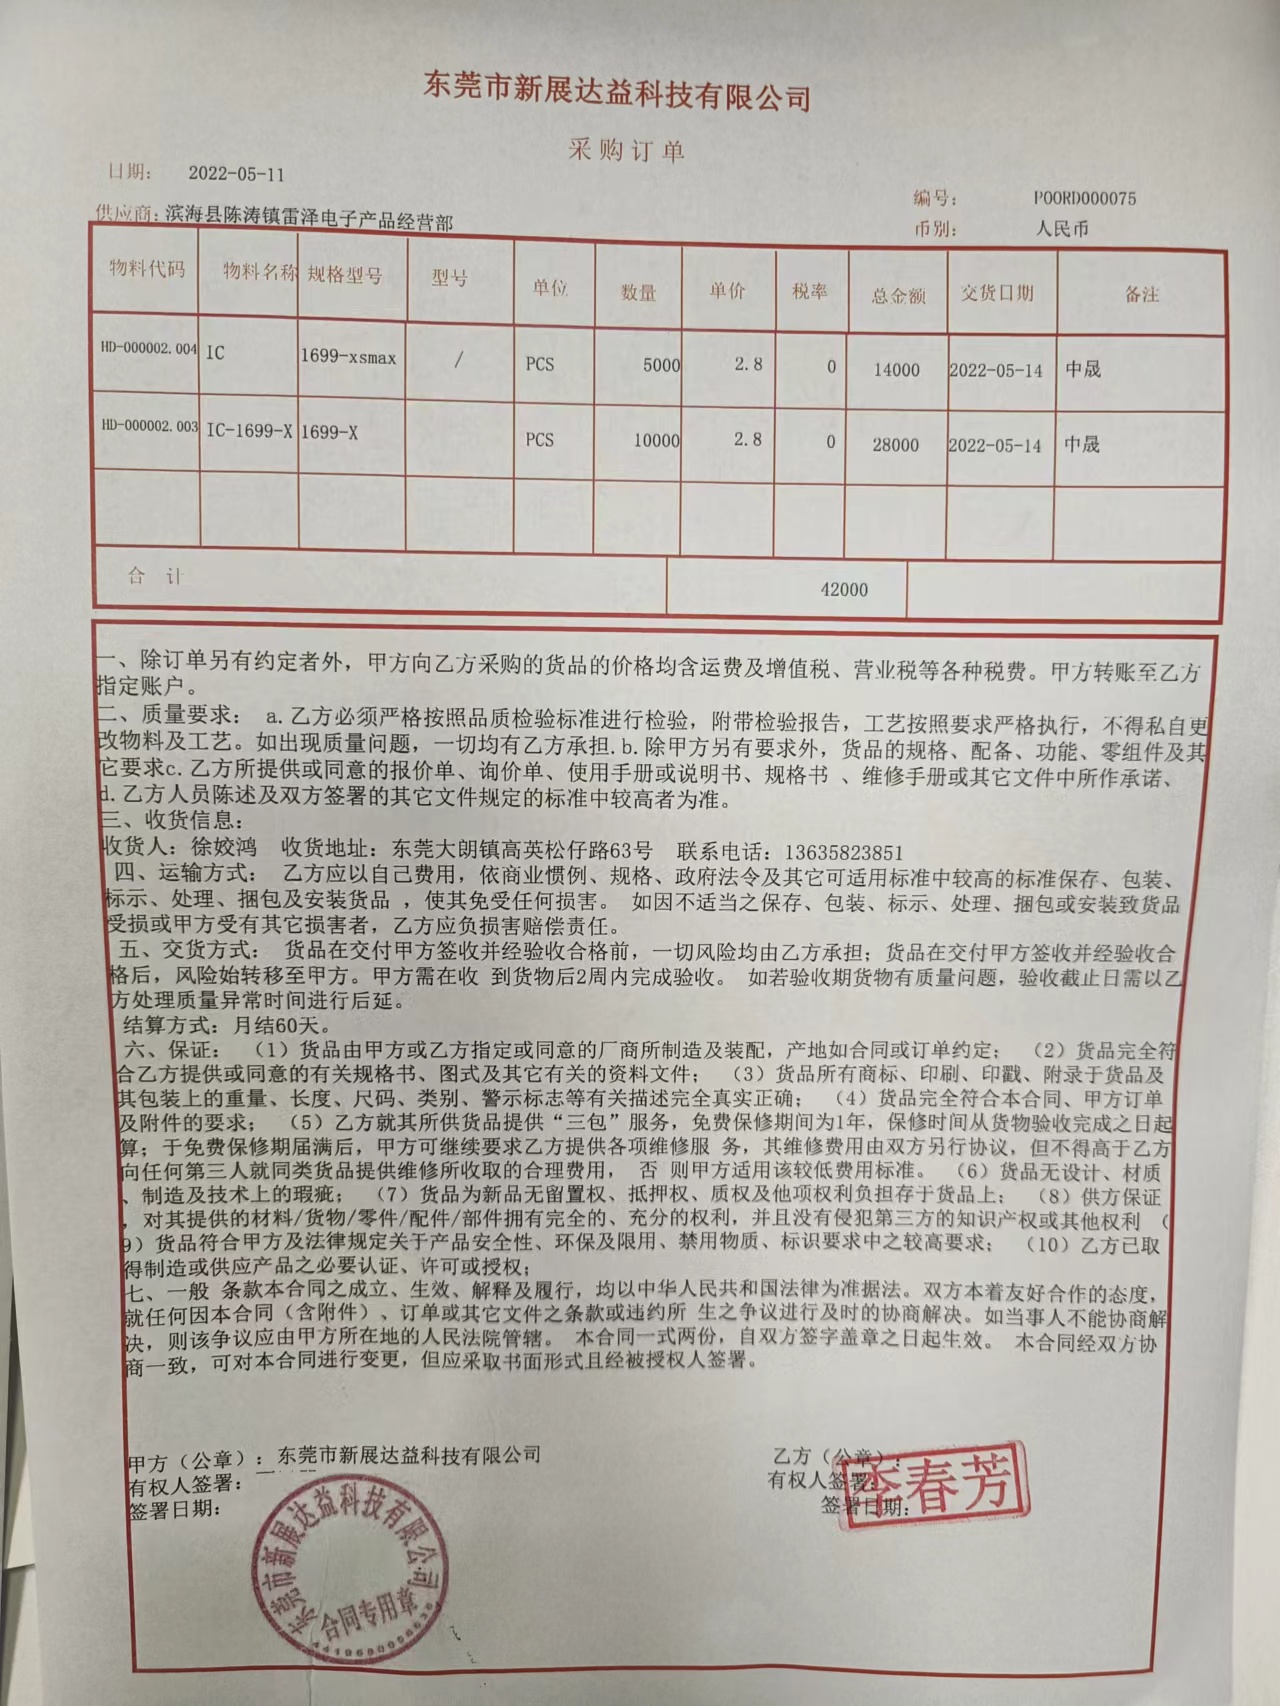 东莞市新展达益科技有限公司
采购订单
日期： 2022-05-11
编号： POORD000075
供应商：滨海县陈涛镇雷泽电子产品经营部
币别： 人民币
物料代码 物料名称 规格型号 型号 单位 数量 单价 税率 总金额 交货日期 备注
HD-000002.004 IC 1699-xsmax / PCS 5000 2.8 0 14000 2022-05-14 中晟
HD-000002.003 IC-1699-X 1699-X PCS 10000 2.8 0 28000 2022-05-14 中晟
合 计 42000
一、除订单另有约定者外，甲方向乙方采购的货品的价格均含运费及增值税、营业税等各种税费。甲方转账至乙方
指定账户。
二、质量要求： a.乙方必须严格按照品质检验标准进行检验，附带检验报告，工艺按照要求严格执行，不得私自更
改物料及工艺。如出现质量问题，一切均有乙方承担.b.除甲方另有要求外，货品的规格、配备、功能、零组件及其
它要求c.乙方所提供或同意的报价单、询价单、使用手册或说明书、规格书 、维修手册或其它文件中所作承诺、
d.乙方人员陈述及双方签署的其它文件规定的标准中较高者为准。
三、收货信息：
收货人：徐姣鸿 收货地址：东莞大朗镇高英松仔路63号 联系电话：13635823851
四、运输方式： 乙方应以自己费用，依商业惯例、规格、政府法令及其它可适用标准中较高的标准保存、包装、
标示、处理、捆包及安装货品 ，使其免受任何损害。 如因不适当之保存、包装、标示、处理、捆包或安装致货品
受损或甲方受有其它损害者，乙方应负损害赔偿责任。
五、交货方式： 货品在交付甲方签收并经验收合格前，一切风险均由乙方承担；货品在交付甲方签收并经验收合
格后，风险始转移至甲方。甲方需在收 到货物后2周内完成验收。 如若验收期货物有质量问题，验收截止日需以乙
方处理质量异常时间进行后延。
结算方式：月结60天。
六、保证： （1）货品由甲方或乙方指定或同意的厂商所制造及装配，产地如合同或订单约定； （2）货品完全符
合乙方提供或同意的有关规格书、图式及其它有关的资料文件； （3）货品所有商标、印刷、印戳、附录于货品及
其包装上的重量、长度、尺码、类别、警示标志等有关描述完全真实正确； （4）货品完全符合本合同、甲方订单
及附件的要求； （5）乙方就其所供货品提供“三包”服务，免费保修期间为1年，保修时间从货物验收完成之日起
算；于免费保修期届满后，甲方可继续要求乙方提供各项维修服 务，其维修费用由双方另行协议，但不得高于乙方
向任何第三人就同类货品提供维修所收取的合理费用， 否 则甲方适用该较低费用标准。 （6）货品无设计、材质
、制造及技术上的瑕疵； （7）货品为新品无留置权、抵押权、质权及他项权利负担存于货品上； （8）供方保证
，对其提供的材料/货物/零件/配件/部件拥有完全的、充分的权利，并且没有侵犯第三方的知识产权或其他权利 （
9）货品符合甲方及法律规定关于产品安全性、环保及限用、禁用物质、标识要求中之较高要求； （10）乙方已取
得制造或供应产品之必要认证、许可或授权；
七、一般 条款本合同之成立、生效、解释及履行，均以中华人民共和国法律为准据法。双方本着友好合作的态度，
就任何因本合同（含附件）、订单或其它文件之条款或违约所 生之争议进行及时的协商解决。如当事人不能协商解
决，则该争议应由甲方所在地的人民法院管辖。 本合同一式两份，自双方签字盖章之日起生效。 本合同经双方协
商一致，可对本合同进行变更，但应采取书面形式且经被授权人签署。
甲方（公章）：东莞市新展达益科技有限公司
乙方（公章）：
有权人签署：
有权人签署：
签署日期：
签署日期：
李春芳
东莞市新展达益科技有限公司
合同专用章